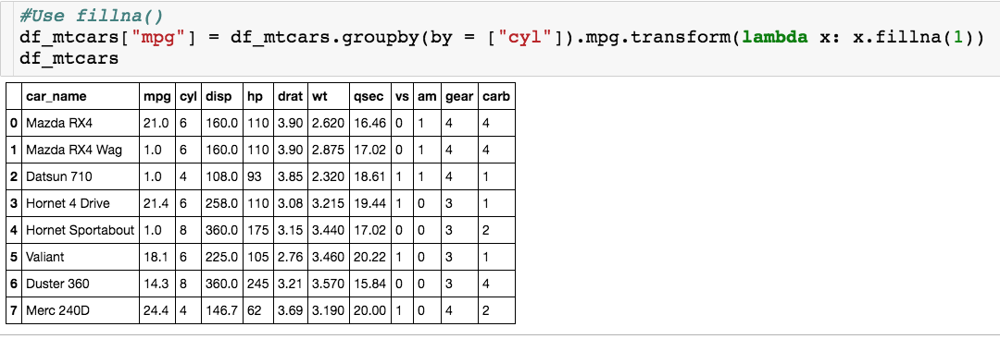 #Use fillna()
df_mtcars["mpg"] = df_mtcars.groupby(by = ["cyl"]).mpg.transform(lambda x: x.fillna(1))
df_mtcars
car_name mpg cyl disp hp drat wt qsec vs am gear carb
0 Mazda RX4 21.0 6 160.0 110 3.90 2.620 16.46 0 1 4 4
1 Mazda RX4 Wag 1.0 6 160.0 110 3.90 2.875 17.02 0 1 4 4
2 Datsun 710 1.0 4 108.0 93 3.85 2.320 18.61 1 1 4 1
3 Hornet 4 Drive 21.4 6 258.0 110 3.08 3.215 19.44 1 0 3 1
4 Hornet Sportabout 1.0 8 360.0 175 3.15 3.440 17.02 0 0 3 2
5 Valiant 18.1 6 225.0 105 2.76 3.460 20.22 1 0 3 1
6 Duster 360 14.3 8 360.0 245 3.21 3.570 15.84 0 0 3 4
7 Merc 240D 24.4 4 146.7 62 3.69 3.190 20.00 1 0 4 2